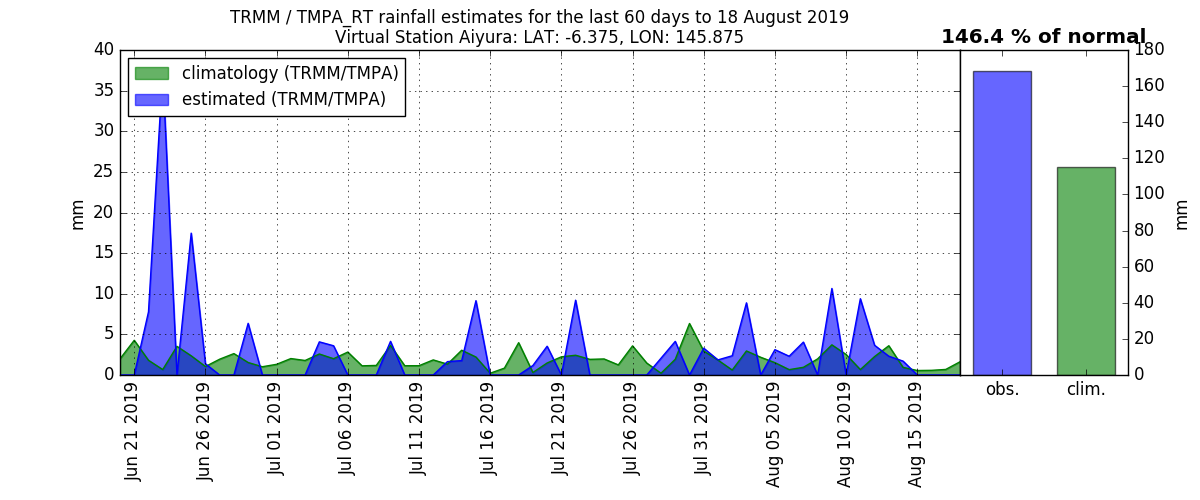 TRMM / TMPA_RT rainfall estimates for the last 60 days to 18 August 2019
Virtual Station Aiyura: LAT: -6.375, LON: 145.875
146.4 % of normal
climatology (TRMM/TMPA)
estimated (TRMM/TMPA)
mm
40
35
30
25
20
15
10
5
0
Jun 21 2019
Jun 26 2019
Jul 01 2019
Jul 06 2019
Jul 11 2019
Jul 16 2019
Jul 21 2019
Jul 26 2019
Jul 31 2019
Aug 05 2019
Aug 10 2019
Aug 15 2019
obs.
clim.
180
160
140
120
100
80
60
40
20
0
mm